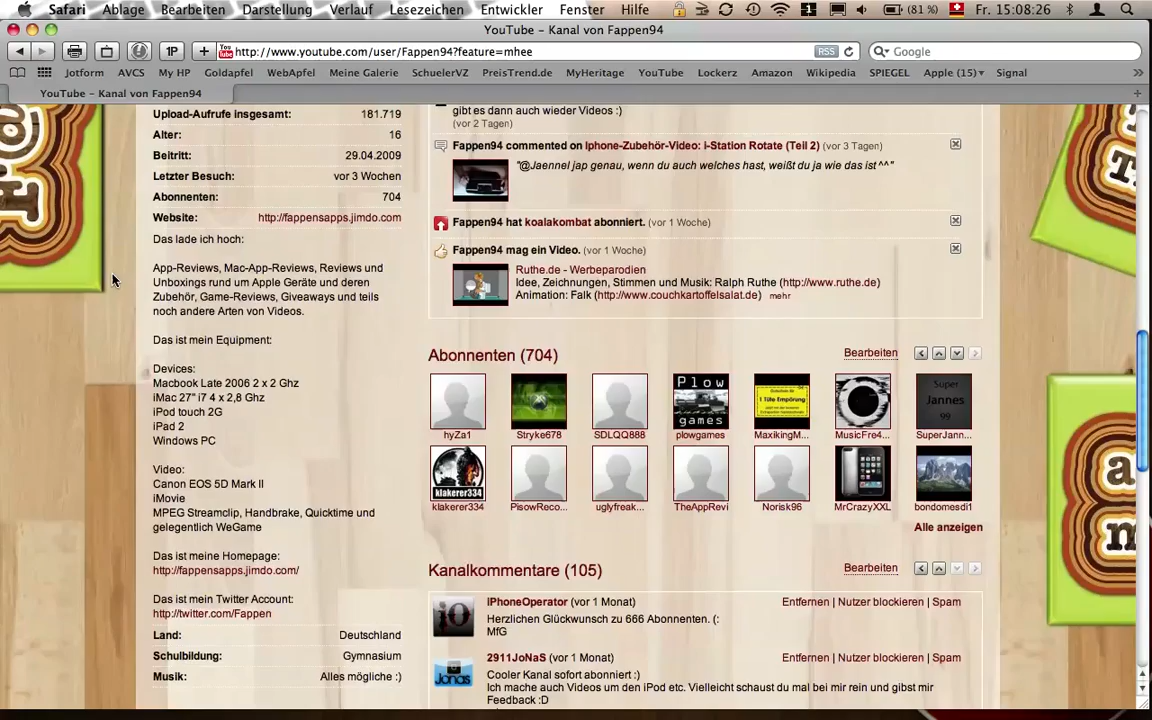 Safari Ablage Bearbeiten Darstellung Verlauf Lesezeichen Entwickler Fenster Hilfe 1 (81 %) Fr. 15:08:26
YouTube – Kanal von Fappen94
1P + http://www.youtube.com/user/Fappen94?feature=mhee RSS Google
Jotform AVCS My HP Goldapfel WebApfel Meine Galerie SchuelerVZ PreisTrend.de MyHeritage YouTube Lockerz Amazon Wikipedia SPIEGEL Apple (15)▾ Signal »
YouTube – Kanal von Fappen94 +
Upload-Aufrufe insgesamt: 181.719
Alter: 16
Beitritt: 29.04.2009
Letzter Besuch: vor 3 Wochen
Abonnenten: 704
Website: http://fappensapps.jimdo.com
Das lade ich hoch:
App-Reviews, Mac-App-Reviews, Reviews und
Unboxings rund um Apple Geräte und deren
Zubehör, Game-Reviews, Giveaways und teils
noch andere Arten von Videos.
Das ist mein Equipment:
Devices:
Macbook Late 2006 2 x 2 Ghz
iMac 27" i7 4 x 2,8 Ghz
iPod touch 2G
iPad 2
Windows PC
Video:
Canon EOS 5D Mark II
iMovie
MPEG Streamclip, Handbrake, Quicktime und
gelegentlich WeGame
Das ist meine Homepage:
http://fappensapps.jimdo.com/
Das ist mein Twitter Account:
http://twitter.com/Fappen
Land: Deutschland
Schulbildung: Gymnasium
Musik: Alles mögliche :)
gibt es dann auch wieder Videos :)
(vor 2 Tagen)
Fappen94 commented on Iphone-Zubehör-Video: i-Station Rotate (Teil 2) (vor 3 Tagen)
"@Jaennel jap genau, wenn du auch welches hast, weißt du ja wie das ist ^^"
Fappen94 hat koalakombat abonniert. (vor 1 Woche)
Fappen94 mag ein Video. (vor 1 Woche)
Ruthe.de - Werbeparodien
Idee, Zeichnungen, Stimmen und Musik: Ralph Ruthe (http://www.ruthe.de)
Animation: Falk (http://www.couchkartoffelsalat.de) mehr
Abonnenten (704) Bearbeiten
Plow
games
1 Tüte Empörung
Super
Jannes
99
hyZa1 Stryke678 SDLQQ888 plowgames MaxikingM... MusicFre4... SuperJann...
klakerer334
klakerer334 PisowReco... uglyfreak... TheAppRevi Norisk96 MrCrazyXXL bondomesdi1
Alle anzeigen
Kanalkommentare (105) Bearbeiten
iPhoneOperator (vor 1 Monat) Entfernen | Nutzer blockieren | Spam
Herzlichen Glückwunsch zu 666 Abonnenten. (:
MfG
2911JoNaS (vor 1 Monat) Entfernen | Nutzer blockieren | Spam
Jonas
Cooler Kanal sofort abonniert :)
Ich mache auch Videos um den iPod etc. Vielleicht schaust du mal bei mir rein und gibst mir
Feedback :D